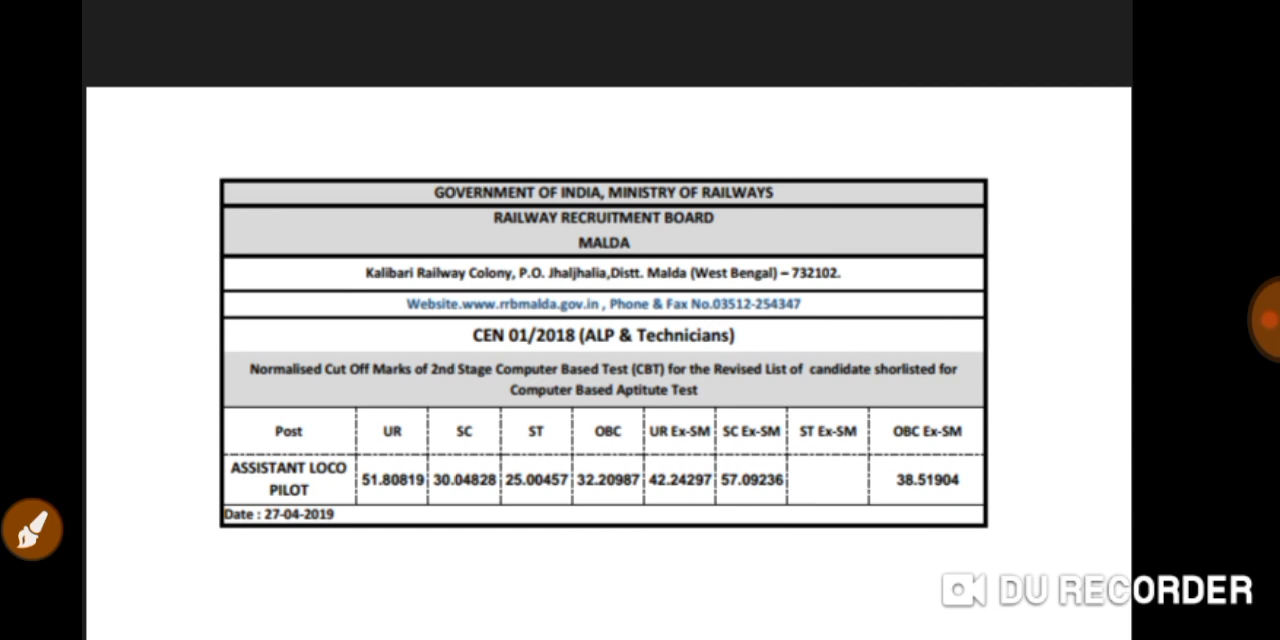 GOVERNMENT OF INDIA, MINISTRY OF RAILWAYS
RAILWAY RECRUITMENT BOARD
MALDA
Kalibari Railway Colony, P.O. Jhaljhalia,Distt. Malda (West Bengal) – 732102.
Website.www.rrbmalda.gov.in , Phone & Fax No.03512-254347
CEN 01/2018 (ALP & Technicians)
Normalised Cut Off Marks of 2nd Stage Computer Based Test (CBT) for the Revised List of candidate shorlisted for
Computer Based Aptitute Test
Post UR SC ST OBC UR Ex-SM SC Ex-SM ST Ex-SM OBC Ex-SM
ASSISTANT LOCO
PILOT 51.80819 30.04828 25.00457 32.20987 42.24297 57.09236 38.51904
Date : 27-04-2019
DU RECORDER